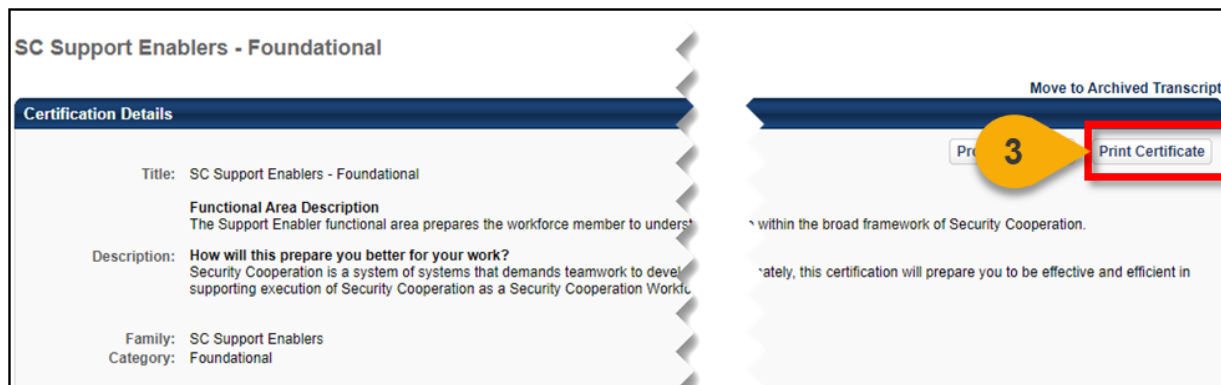 SC Support Enablers - Foundational
Move to Archived Transcript
Certification Details
3
Print Certificate
Title: SC Support Enablers - Foundational
Functional Area Description
The Support Enabler functional area prepares the workforce member to within the broad framework of Security Cooperation.
Description: How will this prepare you better for your work?
Security Cooperation is a system of systems that demands teamwork to this certification will prepare you to be effective and efficient in
supporting execution of Security Cooperation as a Security Cooperation
Family: SC Support Enablers
Category: Foundational